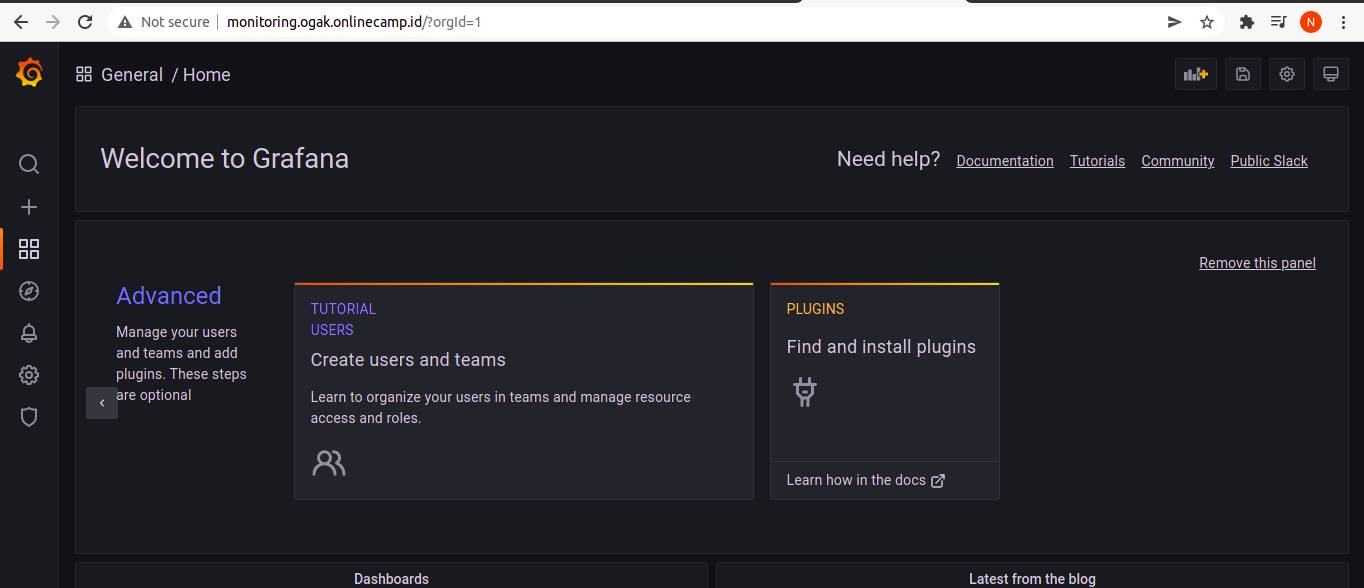 Not secure
monitoring.ogak.onlinecamp.id/?orgId=1
N
General / Home
Welcome to Grafana
Need help? Documentation Tutorials Community Public Slack
Remove this panel
Advanced
Manage your users
and teams and add
plugins. These steps
are optional
TUTORIAL
USERS
Create users and teams
Learn to organize your users in teams and manage resource
access and roles.
PLUGINS
Find and install plugins
Learn how in the docs
Dashboards
Latest from the blog